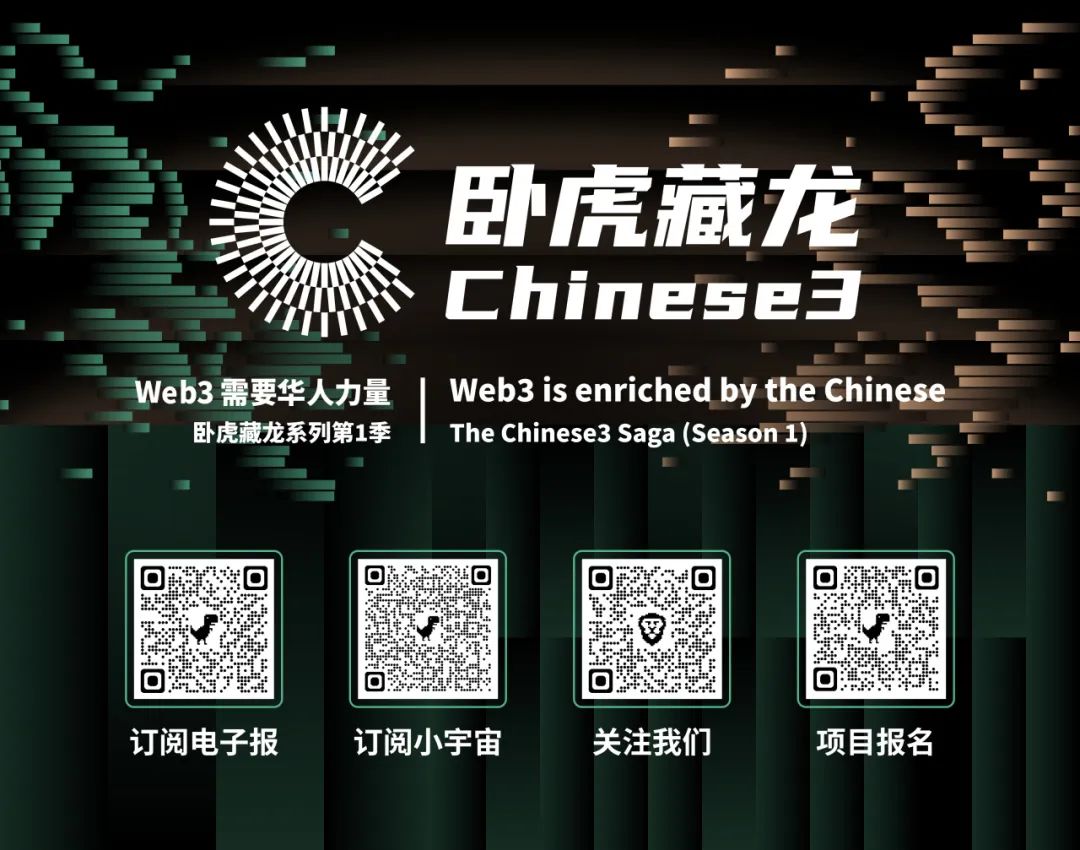 卧虎藏龙
Chinese3
Web3 需要华人力量
卧虎藏龙系列第1季
Web3 is enriched by the Chinese
The Chinese3 Saga (Season 1)
订阅电子报
订阅小宇宙
关注我们
项目报名